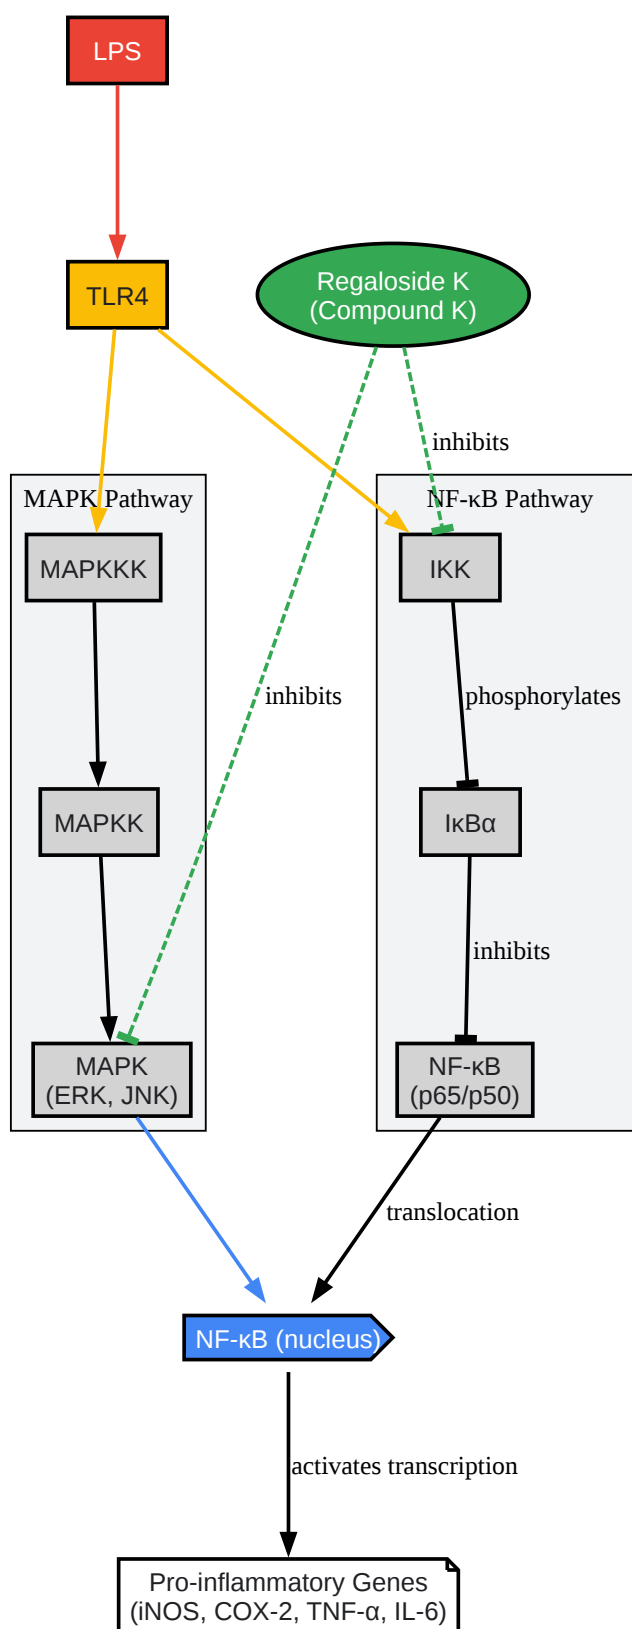 LPS
TLR4
Regaloside K
(Compound K)
inhibits
MAPK Pathway
NF-κB Pathway
MAPKKK
IKK
inhibits
phosphorylates
MAPKK
IκBα
inhibits
MAPK
(ERK, JNK)
NF-κB
(p65/p50)
translocation
NF-κB (nucleus)
activates transcription
Pro-inflammatory Genes
(iNOS, COX-2, TNF-α, IL-6)